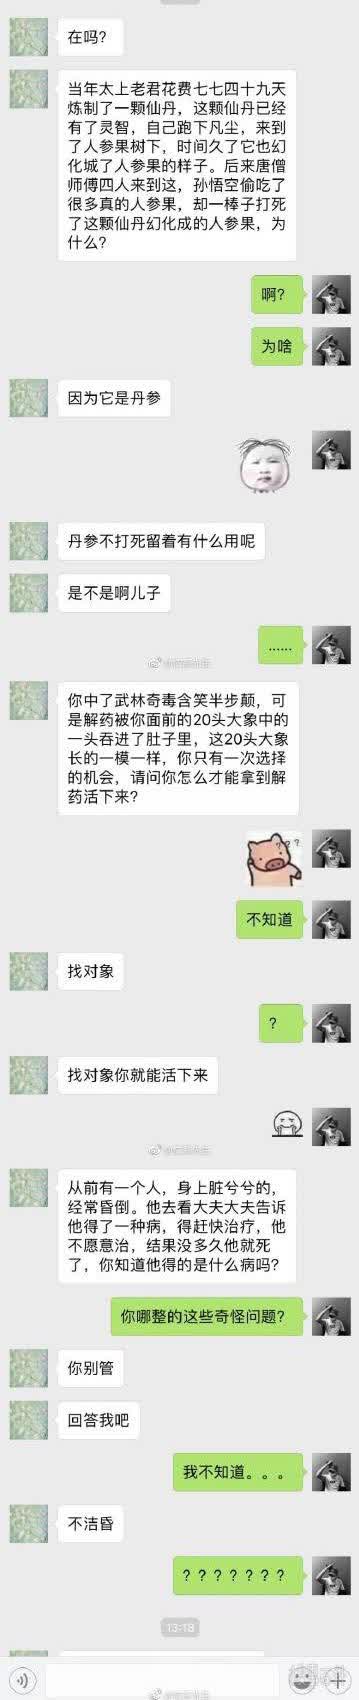 在吗？
当年太上老君花费七七四十九天
炼制了一颗仙丹，这颗仙丹已经
有了灵智，自己跑下凡尘，来到
了人参果树下，时间久了它也幻
化城了人参果的样子。后来唐僧
师傅四人来到这，孙悟空偷吃了
很多真的人参果，却一棒子打死
了这颗仙丹幻化成的人参果，为
什么？
啊？
为啥
因为它是丹参
丹参不打死留着有什么用呢
是不是啊儿子
......
你中了武林奇毒含笑半步颠，可
是解药被你面前的20头大象中的
一头吞进了肚子里，这20头大象
长的一模一样，你只有一次选择
的机会，请问你怎么才能拿到解
药活下来？
? ? ?
不知道
找对象
？
找对象你就能活下来
从前有一个人，身上脏兮兮的，
经常昏倒。他去看大夫大夫告诉
他得了一种病，得赶快治疗，他
不愿意治，结果没多久他就死
了，你知道他得的是什么病吗？
你哪整的这些奇怪问题？
你别管
回答我吧
我不知道。。。
不洁昏
？？？？？？？
13:18